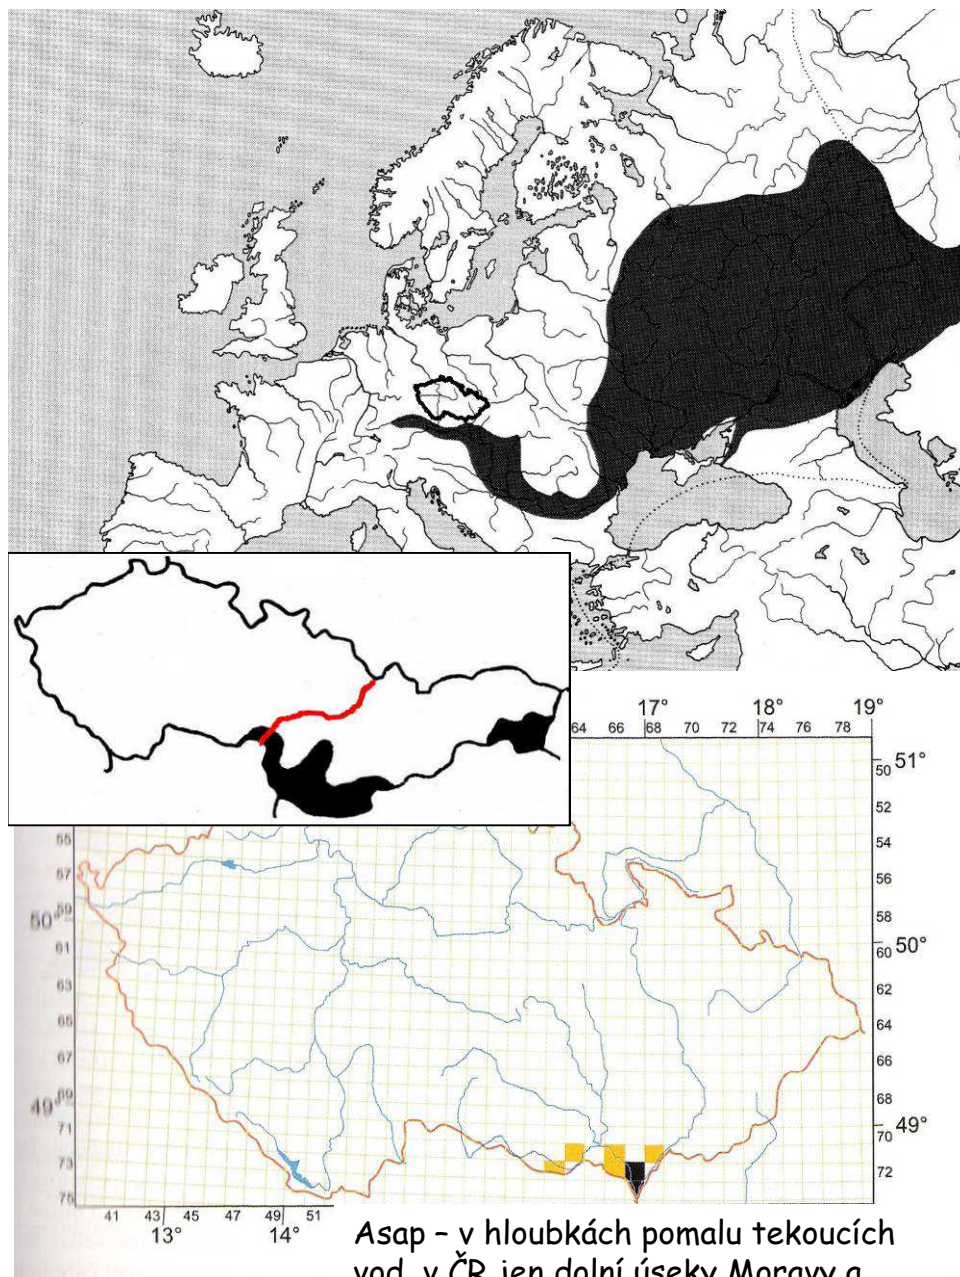 17° 18° 19°
64 66 68 70 72 74 76 78
50 51°
52
54
55
57 56
50° 59 58
61 60 50°
63 62
65 64
67 66
49° 69 68
71 70 49°
73 72
75
41 43 45 47 49 51
13° 14°
Asap – v hloubkách pomalu tekoucích
vod, v ČR jen dolní úseky Moravy a